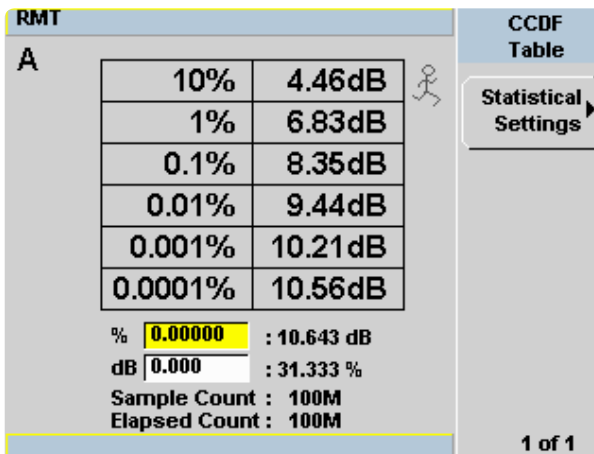 RMT
A
10% 4.46dB
1% 6.83dB
0.1% 8.35dB
0.01% 9.44dB
0.001% 10.21dB
0.0001% 10.56dB
% 0.00000 : 10.643 dB
dB 0.000 : 31.333 %
Sample Count : 100M
Elapsed Count : 100M
CCDF
Table
Statistical
Settings
1 of 1